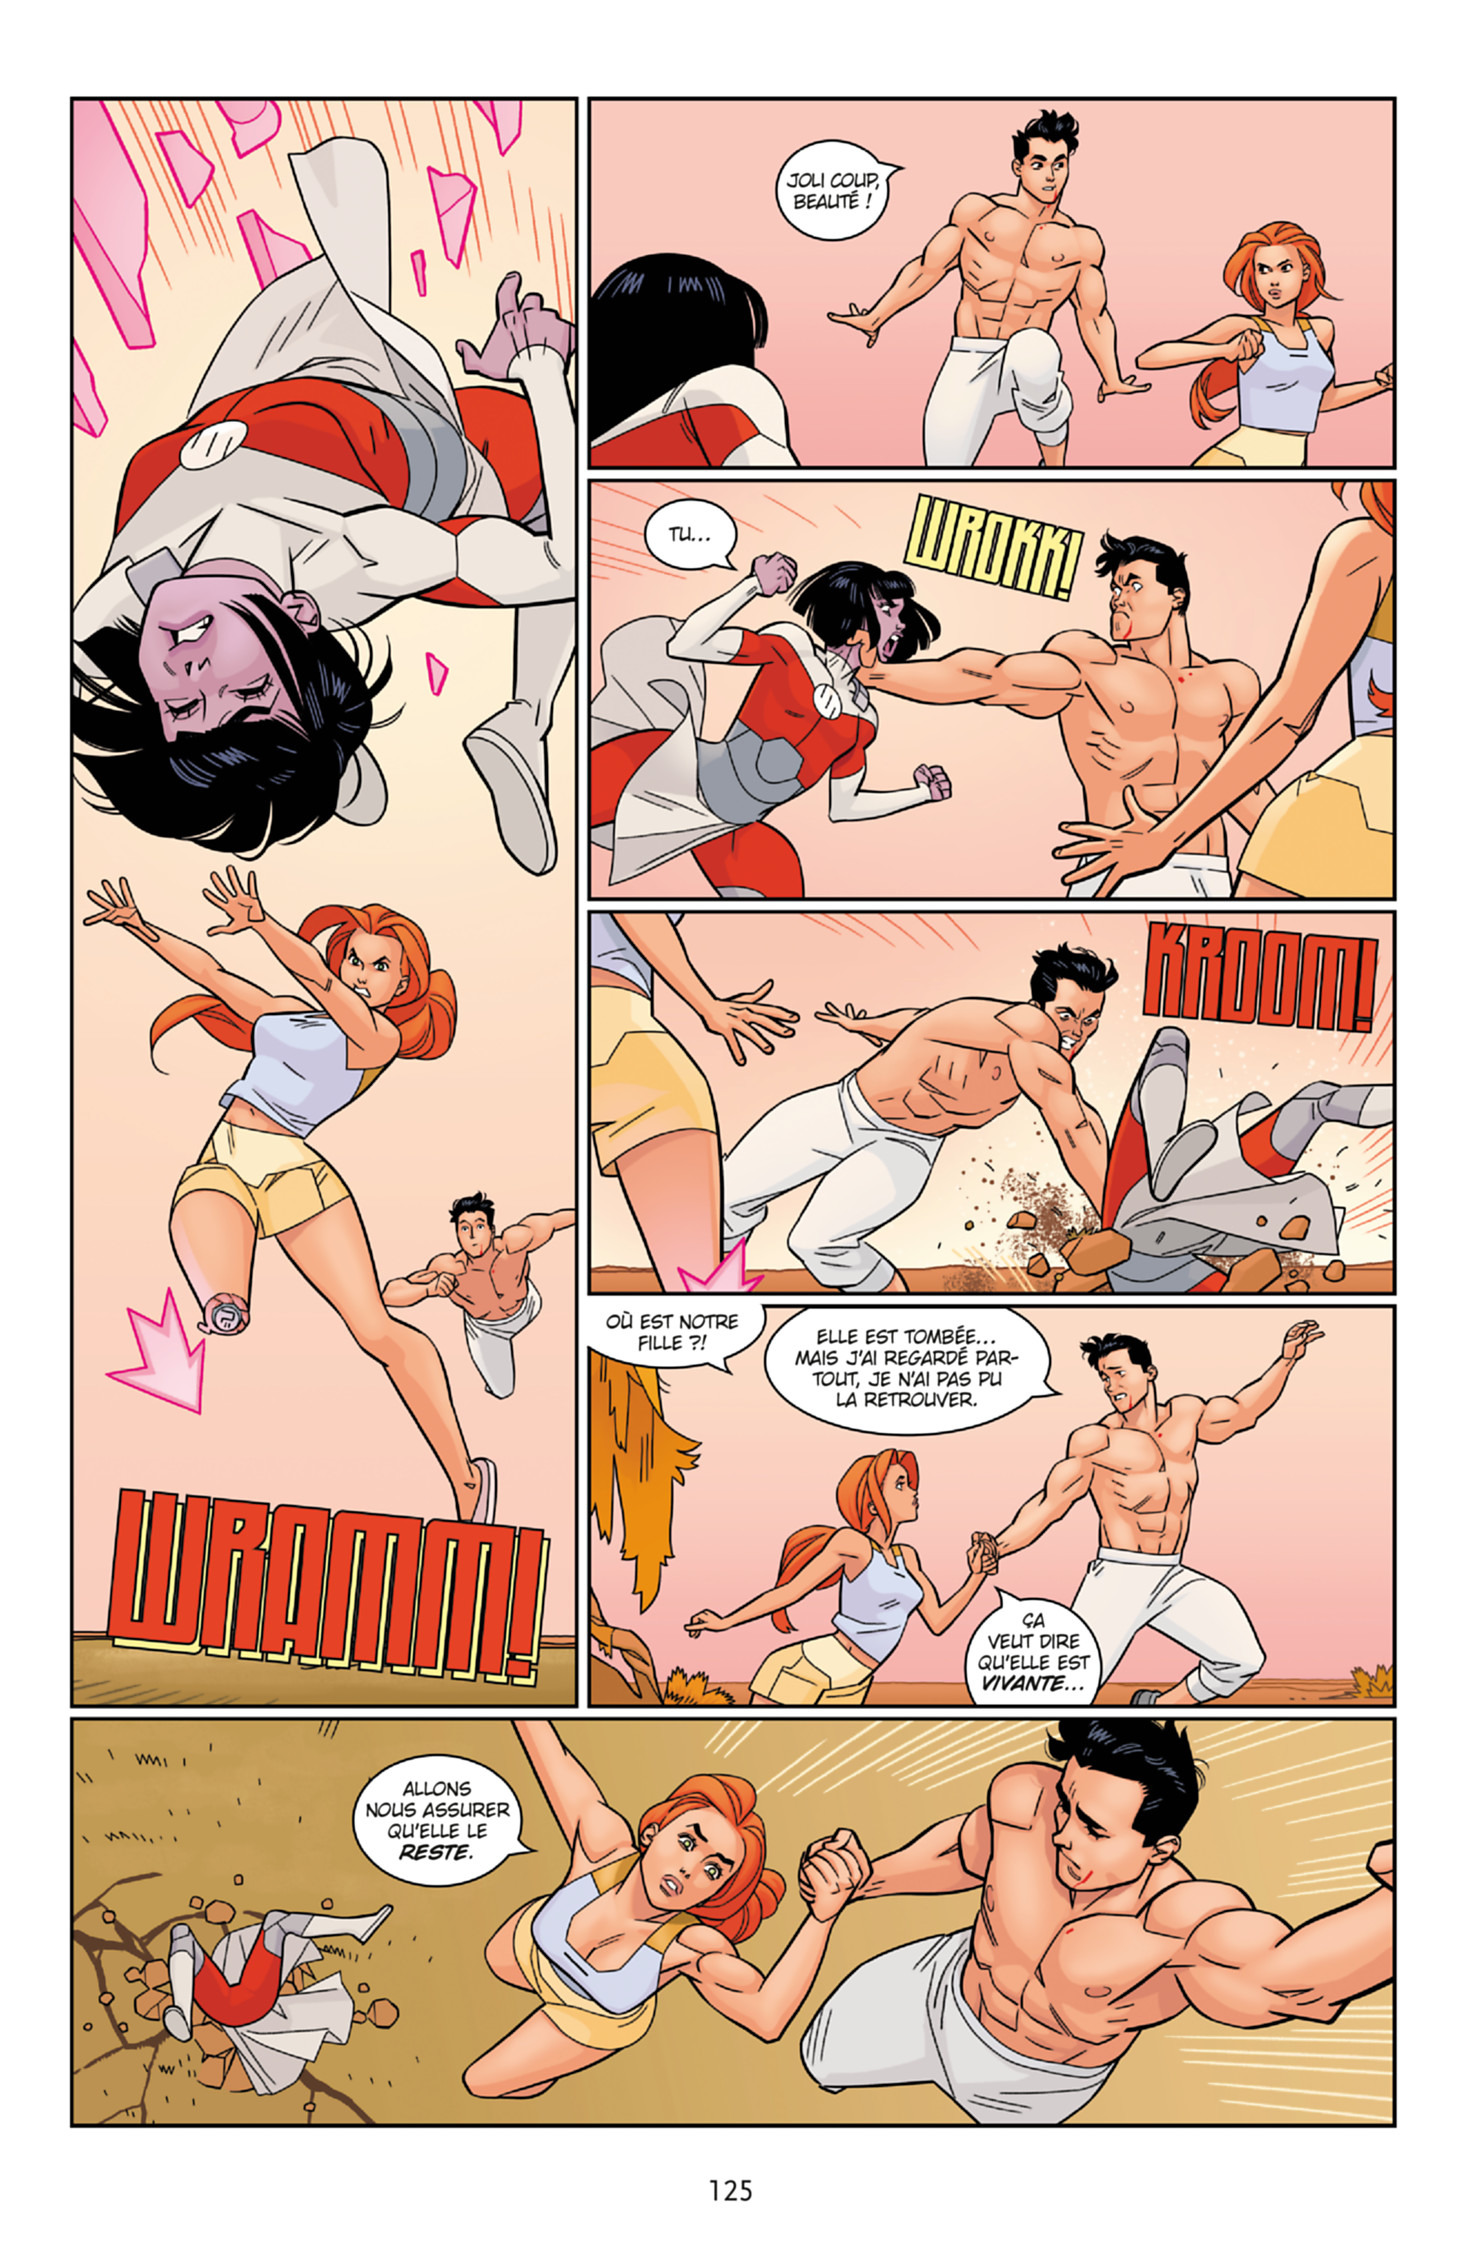 WRAMM!
JOLI COUP,
BEAUTÉ !
TU...
WROKK!
KROOM!
OÙ EST NOTRE
FILLE ?!
ELLE EST TOMBÉE...
MAIS J'AI REGARDÉ PAR-
TOUT, JE N'AI PAS PU
LA RETROUVER.
ÇA
VEUT DIRE
QU'ELLE EST
VIVANTE...
ALLONS
NOUS ASSURER
QU'ELLE LE
RESTE.
125